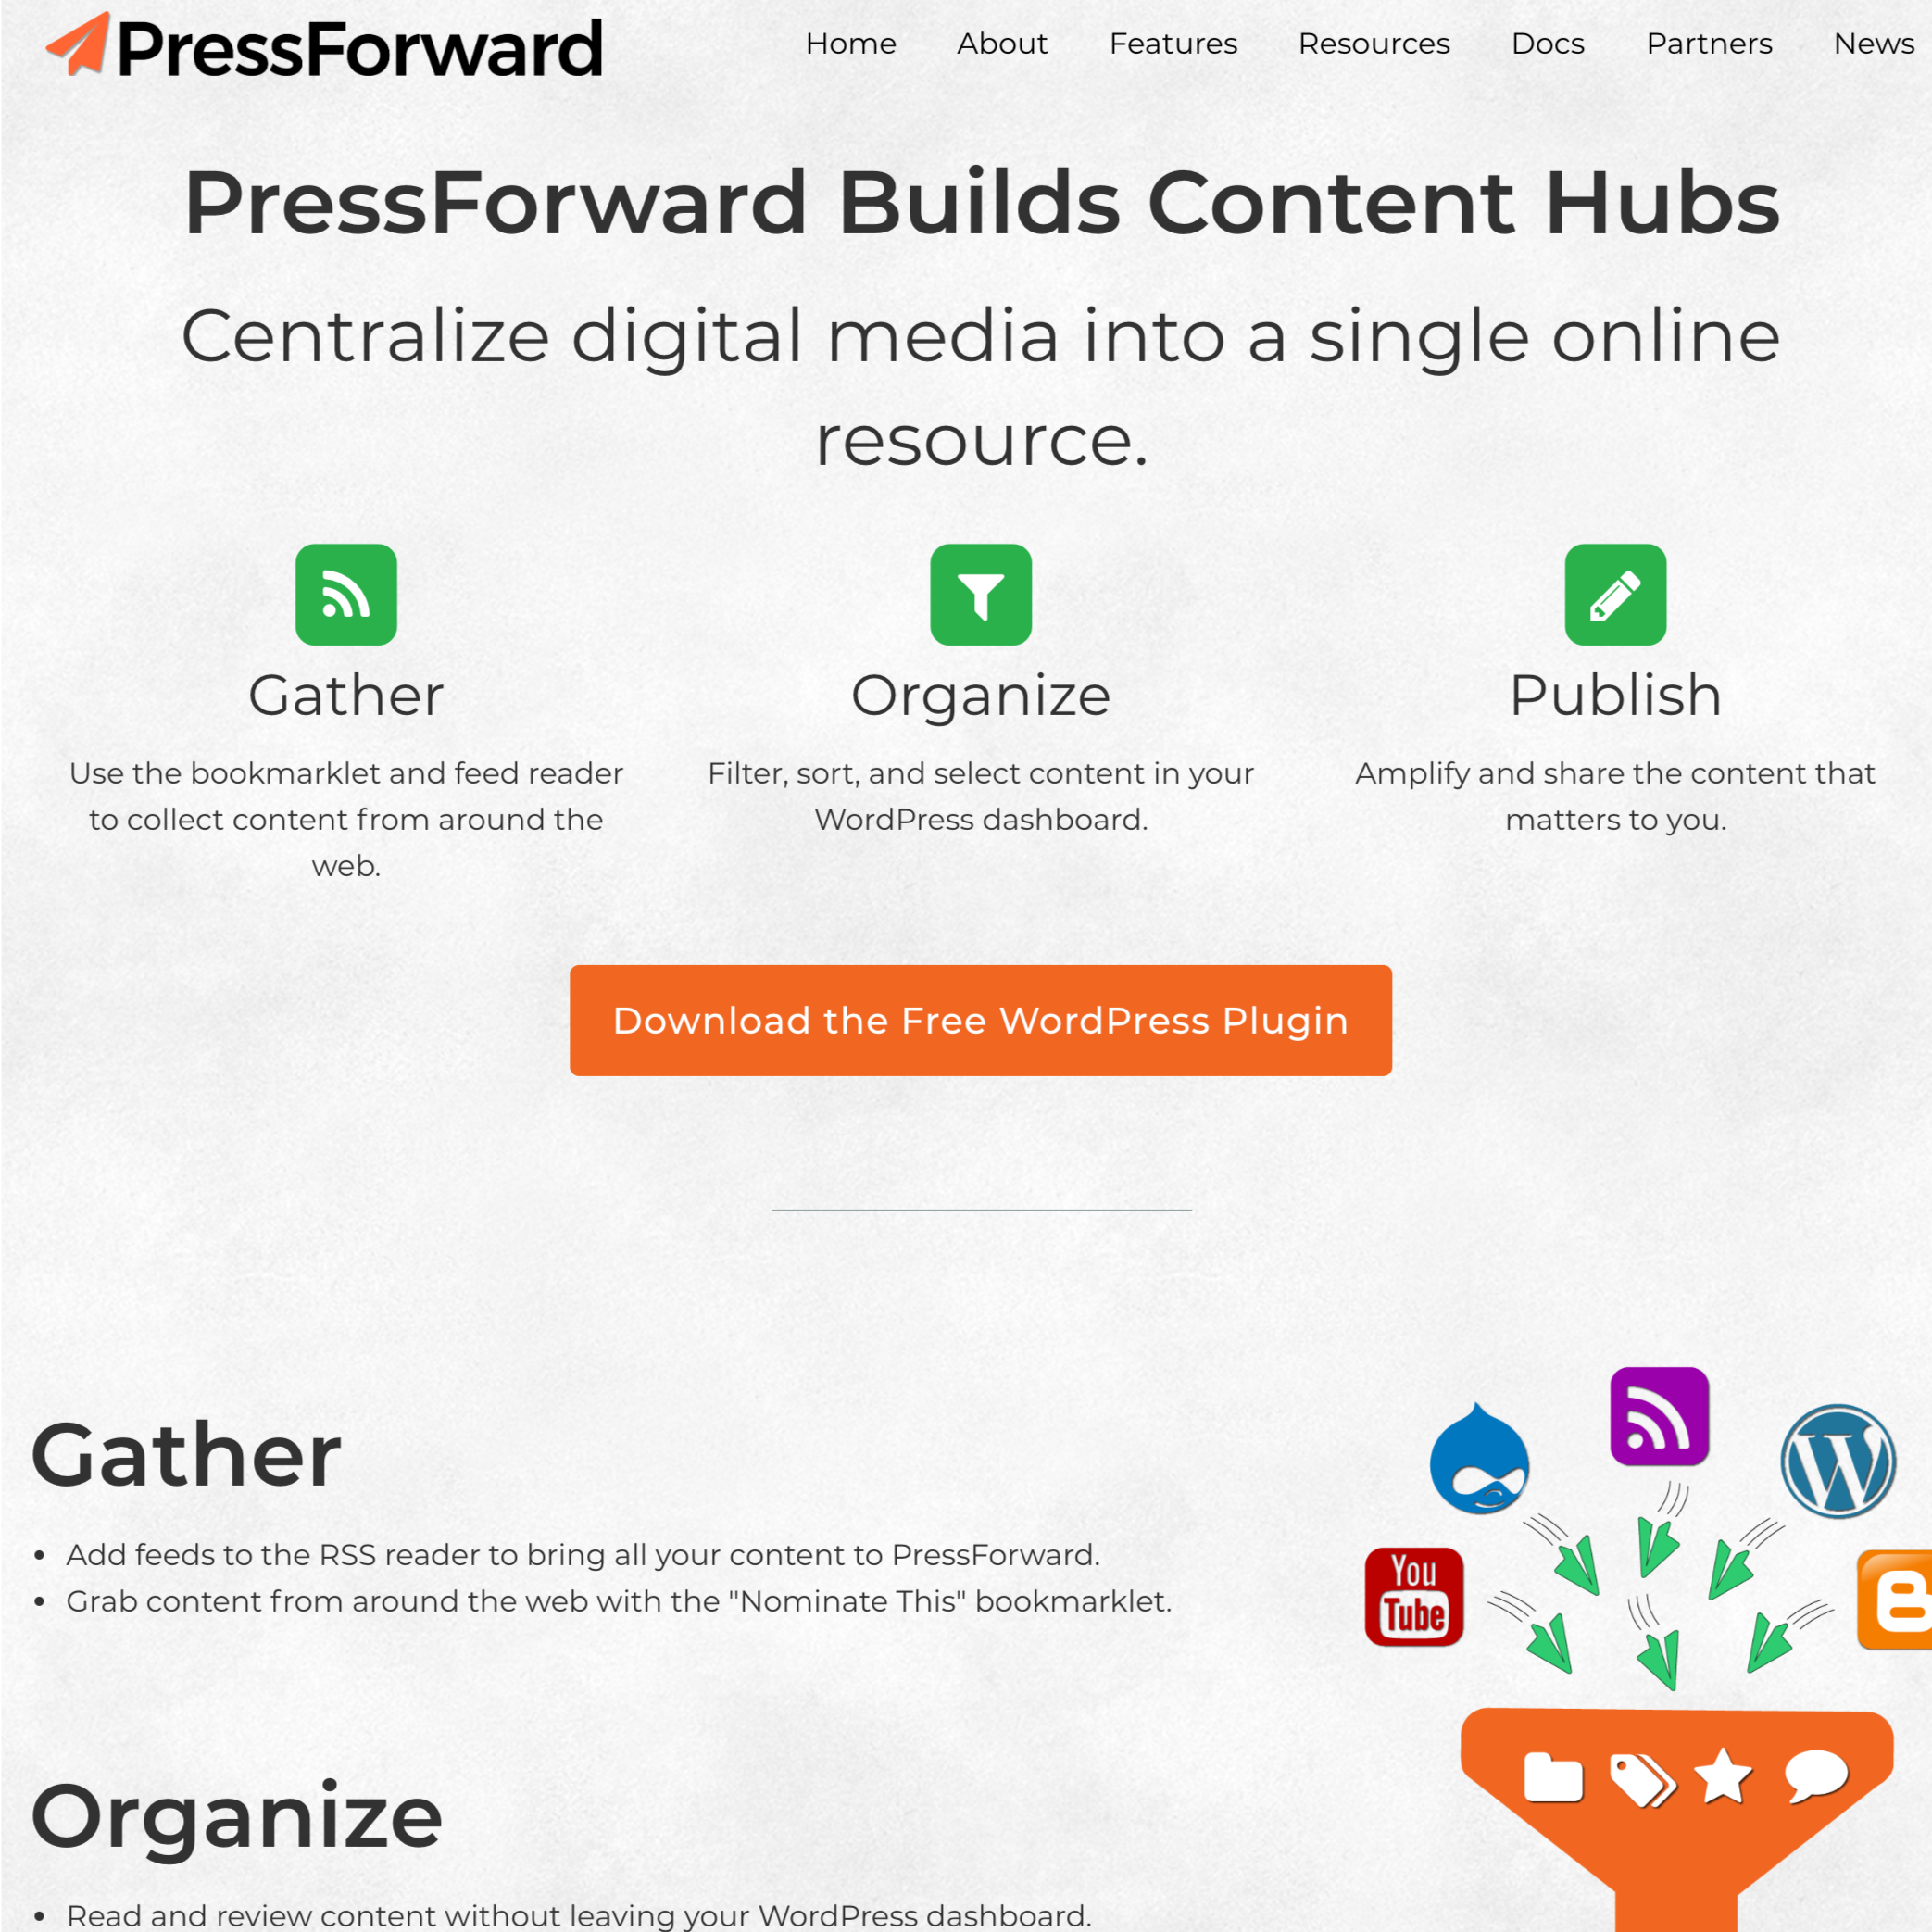 PressForward
Home About Features Resources Docs Partners News
PressForward Builds Content Hubs
Centralize digital media into a single online
resource.
Gather
Use the bookmarklet and feed reader
to collect content from around the
web.
Organize
Filter, sort, and select content in your
WordPress dashboard.
Publish
Amplify and share the content that
matters to you.
Download the Free WordPress Plugin
Gather
• Add feeds to the RSS reader to bring all your content to PressForward.
• Grab content from around the web with the "Nominate This" bookmarklet.
You
Tube
Organize
• Read and review content without leaving your WordPress dashboard.